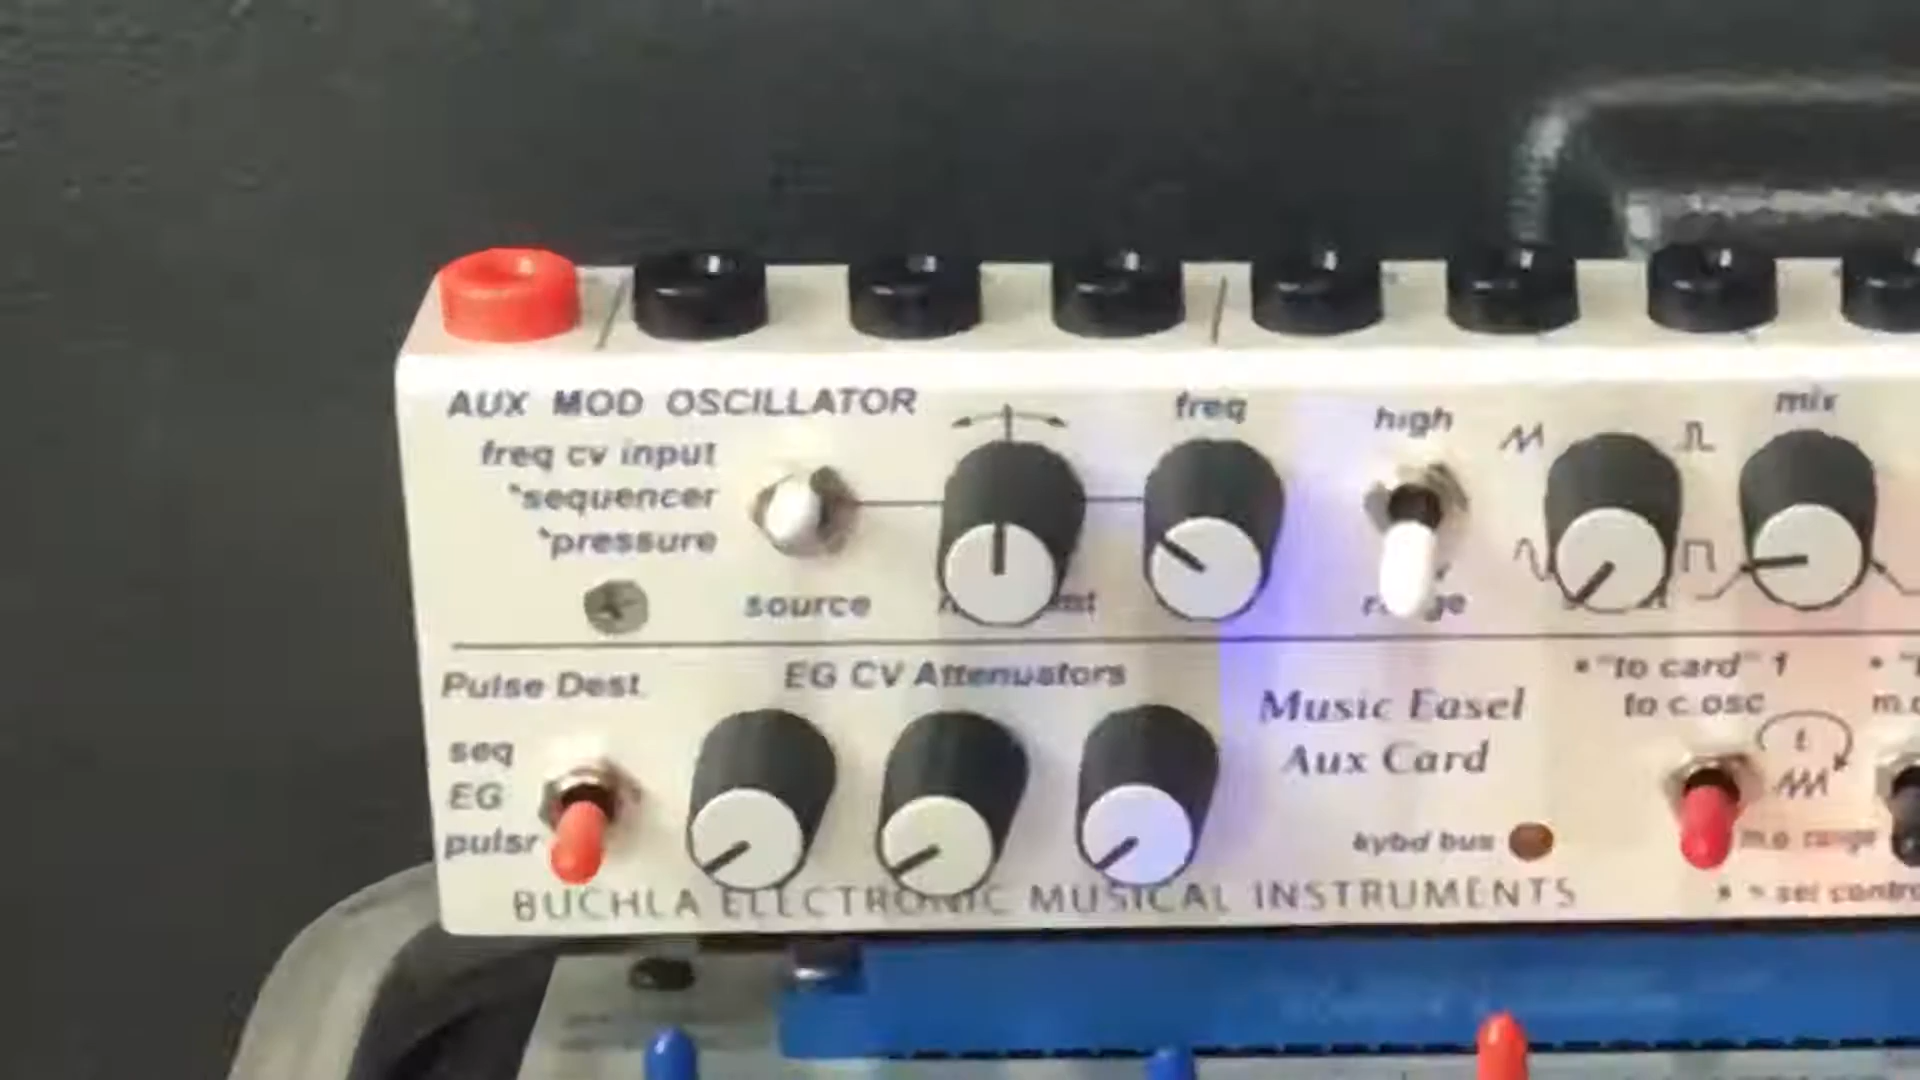 AUX MOD OSCILLATOR
freq
high
mix
freq cv input
*sequencer
*pressure
source
Pulse Dest.
EG CV Attenuators
Music Easel
Aux Card
• "to card" 1
to c.osc
seq
EG
pulsr
kybd bus
m.o. range
BUCHLA ELECTRONIC MUSICAL INSTRUMENTS